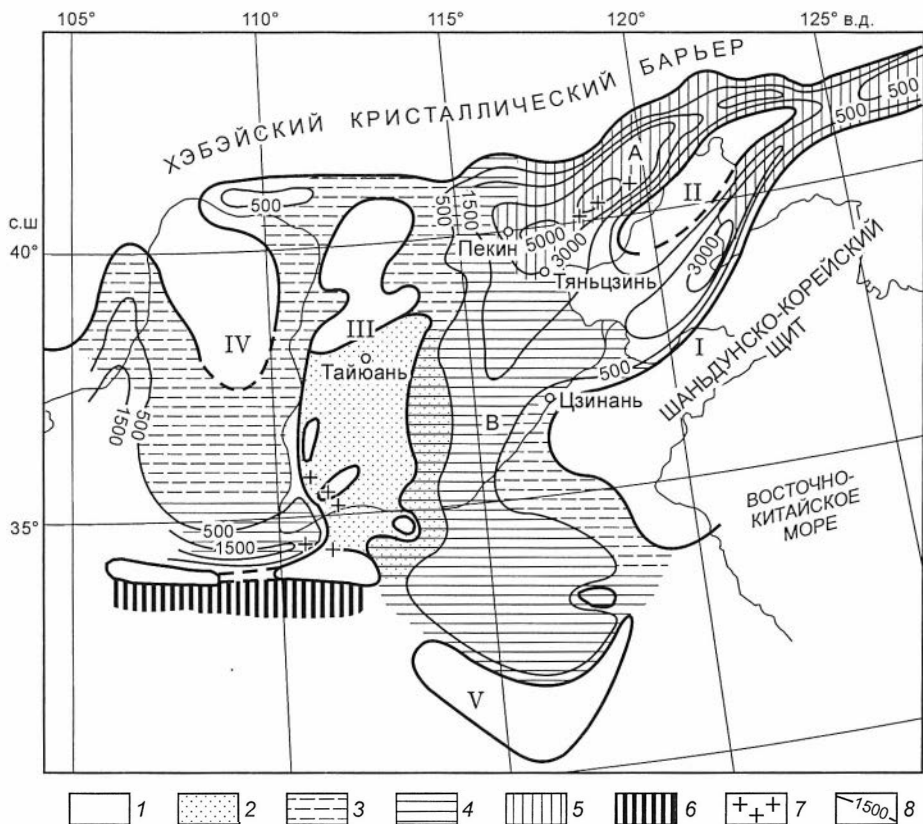 105° 110° 115° 120° 125° в.д.
ХЭБЭЙСКИЙ КРИСТАЛЛИЧЕСКИЙ БАРЬЕР
500
500
А
500
1500
II
500
с.ш
40°
Пекин
5000
3000
Тяньцзинь
3000
ШАНЬДУНСКО-КОРЕЙСКИЙ
ЩИТ
IV
III
I
Тайюань
500
Цзинань
500
1500
В
ВОСТОЧНО-
КИТАЙСКОЕ
МОРЕ
35°
500
1500
V
1 2 3 4 5 6 7 1500 8